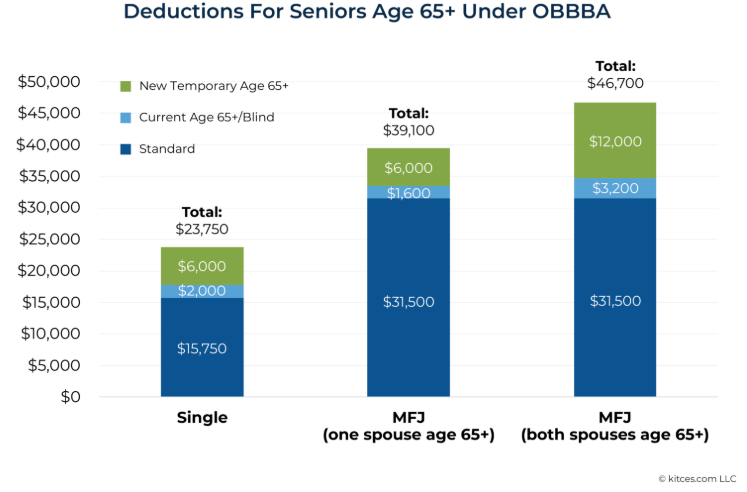 Deductions For Seniors Age 65+ Under OBBBA
$50,000
$45,000
$40,000
$35,000
$30,000
$25,000
$20,000
$15,000
$10,000
$5,000
$0
New Temporary Age 65+
Current Age 65+/Blind
Standard
Total:
$23,750
$6,000
$2,000
$15,750
Total:
$39,100
$6,000
$1,600
$31,500
Total:
$46,700
$12,000
$3,200
$31,500
Single
MFJ
(one spouse age 65+)
MFJ
(both spouses age 65+)
© kitces.com LLC